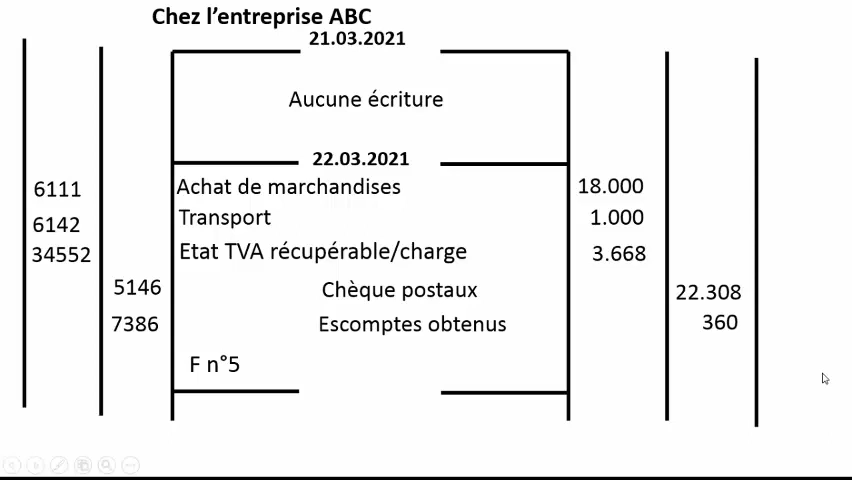 Chez l’entreprise ABC
21.03.2021
Aucune écriture
22.03.2021
6111 Achat de marchandises 18.000
6142 Transport 1.000
34552 Etat TVA récupérable/charge 3.668
5146 Chèque postaux 22.308
7386 Escomptes obtenus 360
F n°5